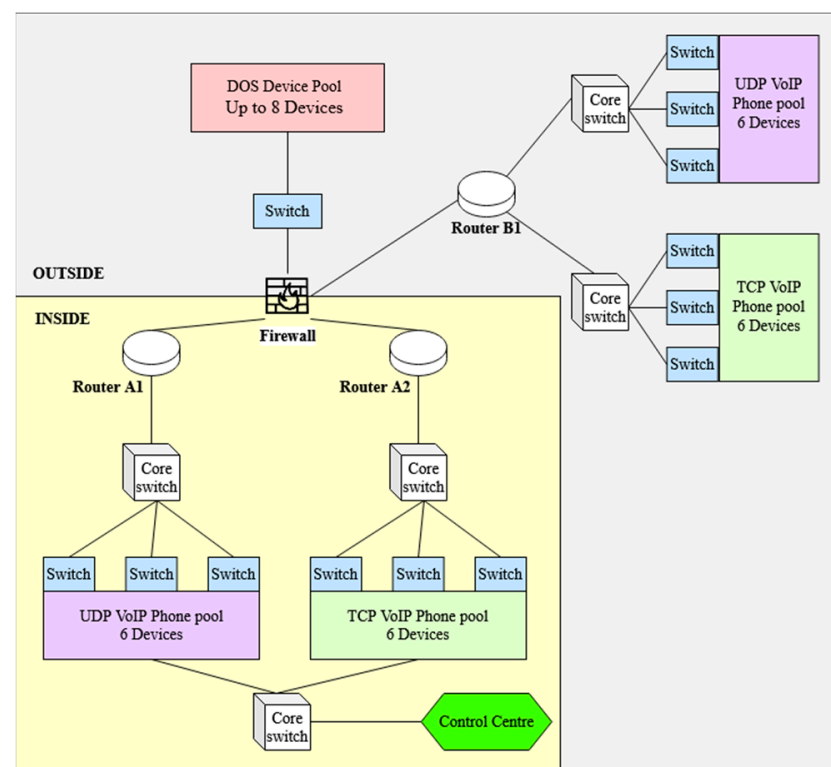 DOS Device Pool
Up to 8 Devices
Switch
Switch
Switch
Switch
UDP VoIP
Phone pool
6 Devices
Core
switch
Router B1
Switch
Switch
Switch
TCP VoIP
Phone pool
6 Devices
Core
switch
OUTSIDE
INSIDE
Firewall
Router A1
Router A2
Core
switch
Core
switch
Switch
Switch
Switch
UDP VoIP Phone pool
6 Devices
Switch
Switch
Switch
TCP VoIP Phone pool
6 Devices
Core
switch
Control Centre